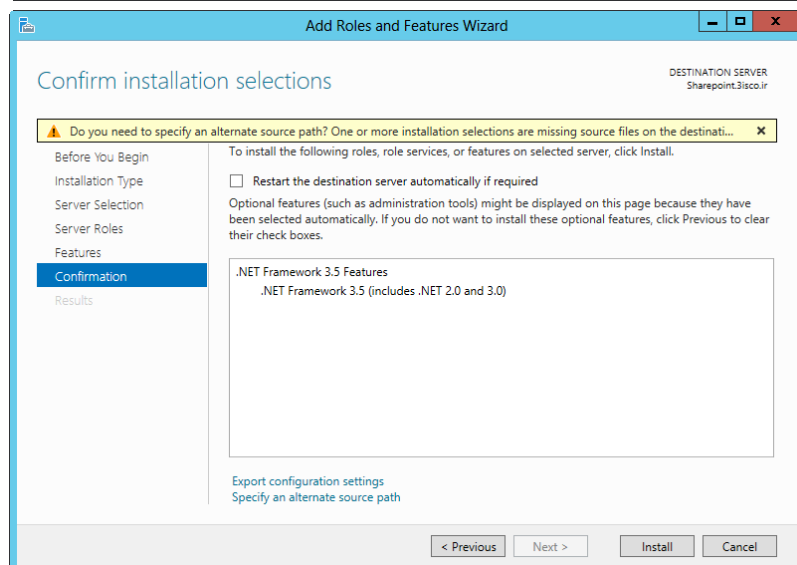 Add Roles and Features Wizard
Confirm installation selections
DESTINATION SERVER
Sharepoint.3isco.ir
Do you need to specify an alternate source path? One or more installation selections are missing source files on the destinati... x
Before You Begin
Installation Type
Server Selection
Server Roles
Features
Confirmation
Results
To install the following roles, role services, or features on selected server, click Install.
Restart the destination server automatically if required
Optional features (such as administration tools) might be displayed on this page because they have
been selected automatically. If you do not want to install these optional features, click Previous to clear
their check boxes.
.NET Framework 3.5 Features
.NET Framework 3.5 (includes .NET 2.0 and 3.0)
Export configuration settings
Specify an alternate source path
< Previous
Next >
Install
Cancel